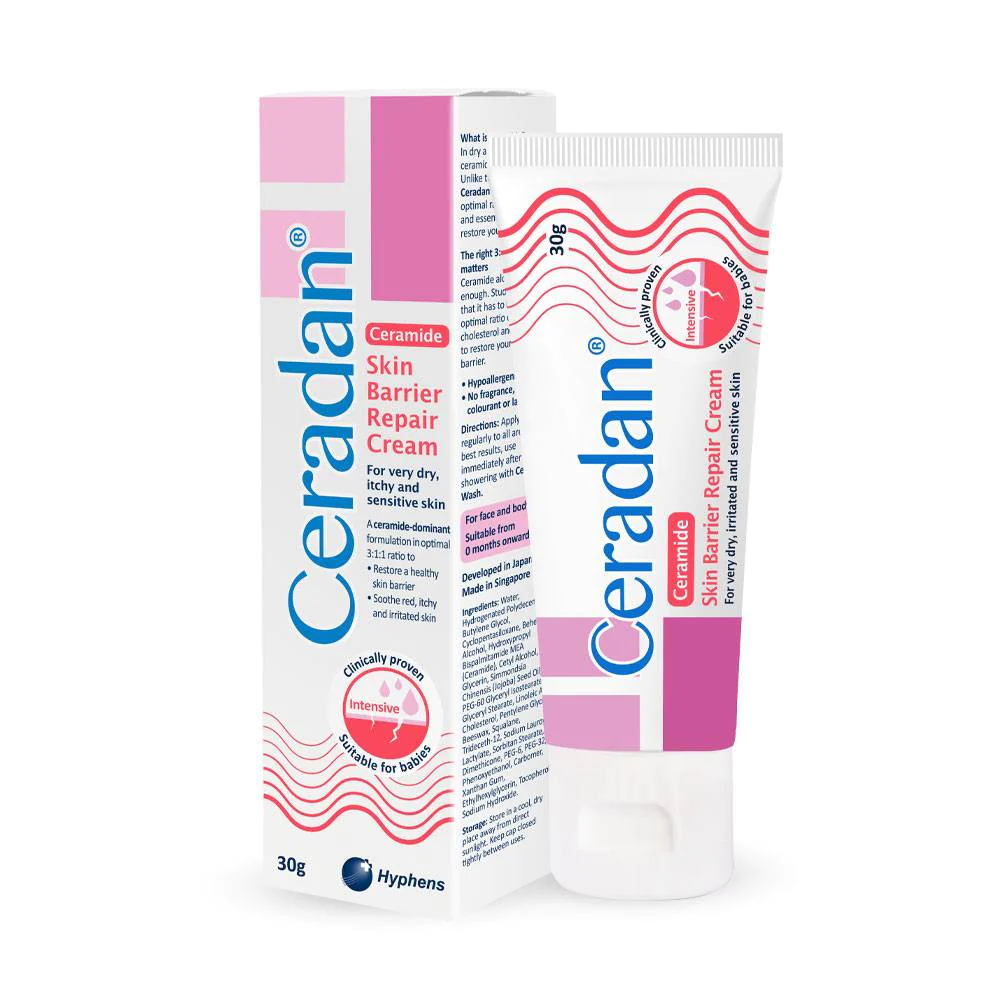 Ceradan®
Ceramide
Skin
Barrier
Repair
Cream
For very dry,
itchy and
sensitive skin
A ceramide-dominant
formulation in optimal
3:1:1 ratio to
• Restore a healthy
skin barrier
• Soothe red, itchy
and irritated skin
Clinically proven
Intensive
Suitable for babies
30g
Hyphens
What is
In dry a
ceramic
Unlike t
Ceradan
optimal
and essen
restore you
The right 3:
matters
Ceramide alo
enough. Stud
that it has to
optimal ratio
cholesterol an
to restore your
barrier.
• Hypoallergen
• No fragrance,
colourant or la
Directions: Apply
regularly to all are
best results, use
immediately after
showering with Ce
Wash.
For face and body
Suitable from
0 months onward
Developed in Japan
Made in Singapore
Ingredients: Water,
Hydrogenated Polydecen
Butylene Glycol,
Cyclopentasiloxane, Behe
Alcohol, Hydroxypropyl
Bispalmitamide MEA
(Ceramide), Cetyl Alcohol,
Glycerin, Simmondsia
Chinensis (Jojoba) Seed Oil
PEG-60 Glyceryl Isostearate
Glyceryl Stearate, Linoleic A
Cholesterol, Pentylene Glyco
Beeswax, Squalane,
Trideceth-12, Sodium Lauroy
Lactylate, Sorbitan Stearate,
Dimethicone, PEG-6, PEG-32
Phenoxyethanol, Carbomer,
Xanthan Gum,
Ethylhexylglycerin, Tocopherol
Sodium Hydroxide.
Storage: Store in a cool, dry
place away from direct
sunlight. Keep cap closed
tightly between uses.
30g
Clinically proven
Intensive
Suitable for babies
Ceradan®
Ceramide
Skin Barrier Repair Cream
For very dry, irritated and sensitive skin